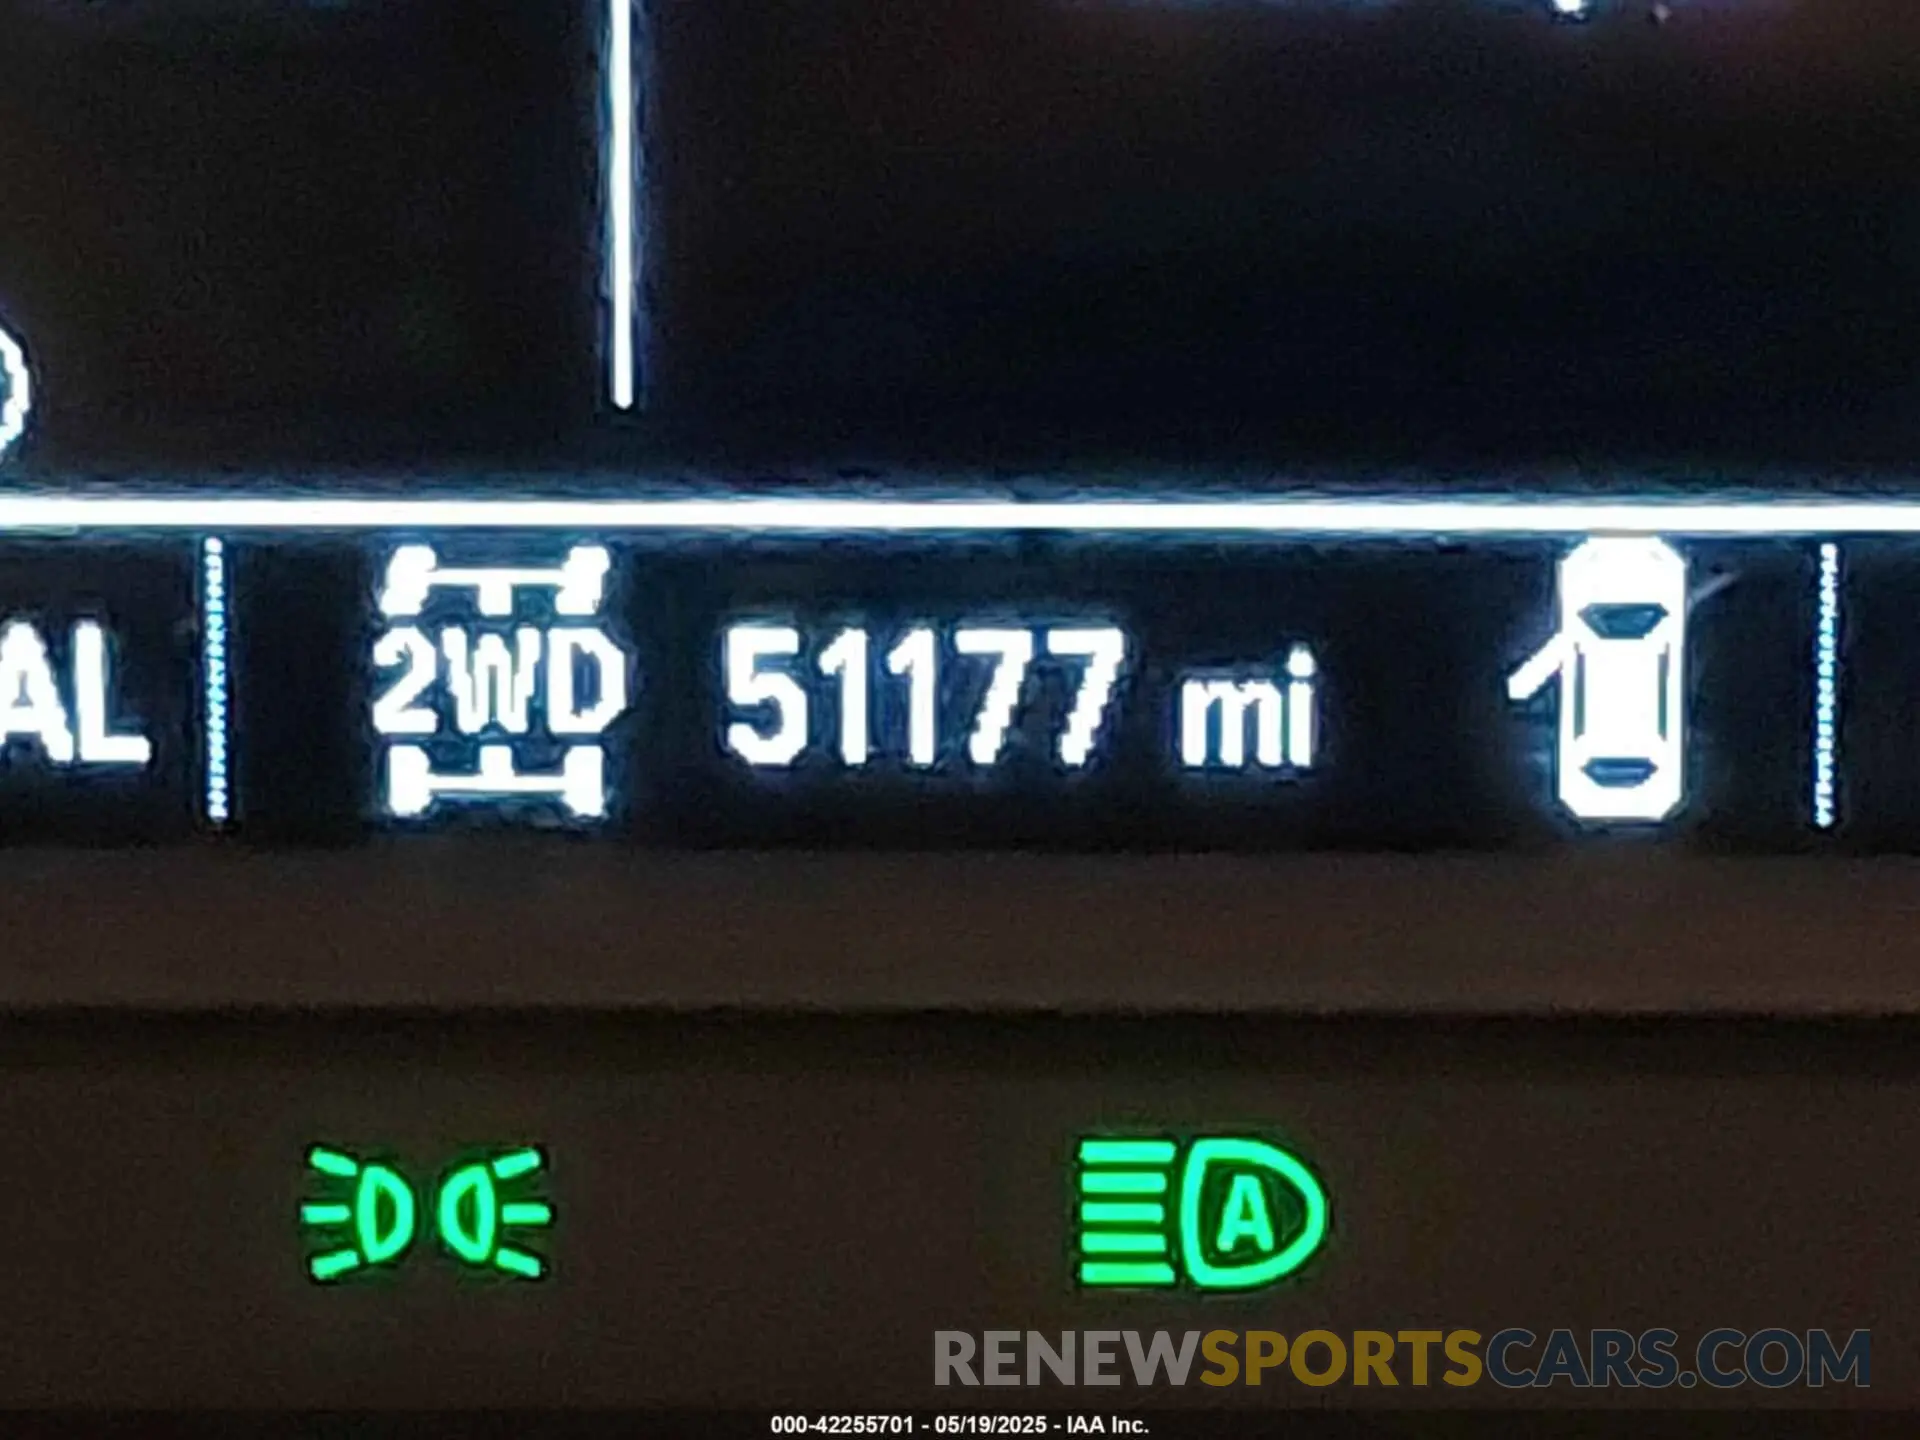 AL 2WD 51177 mi
A
RENEWSPORTSCARS.COM
000-42255701 - 05/19/2025 - IAA Inc.